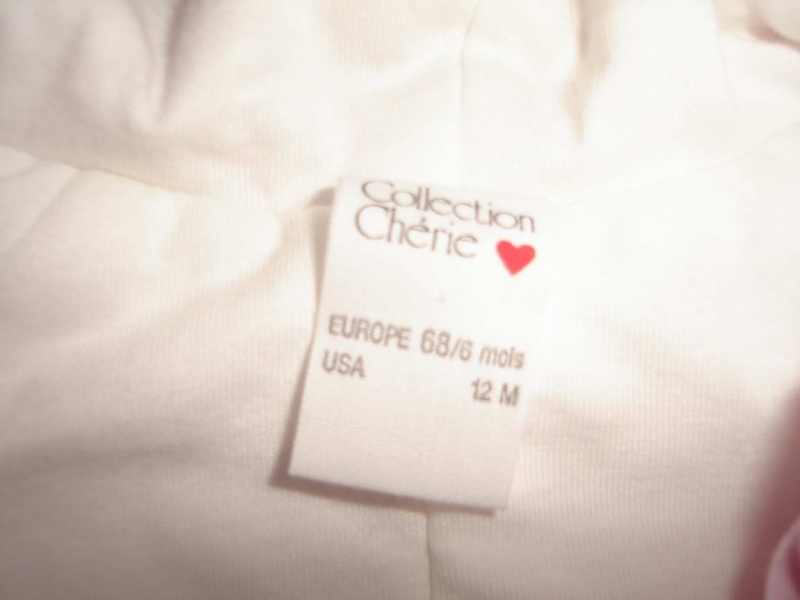 Collection
Chérie
EUROPE 68/6 mois
USA 12 M